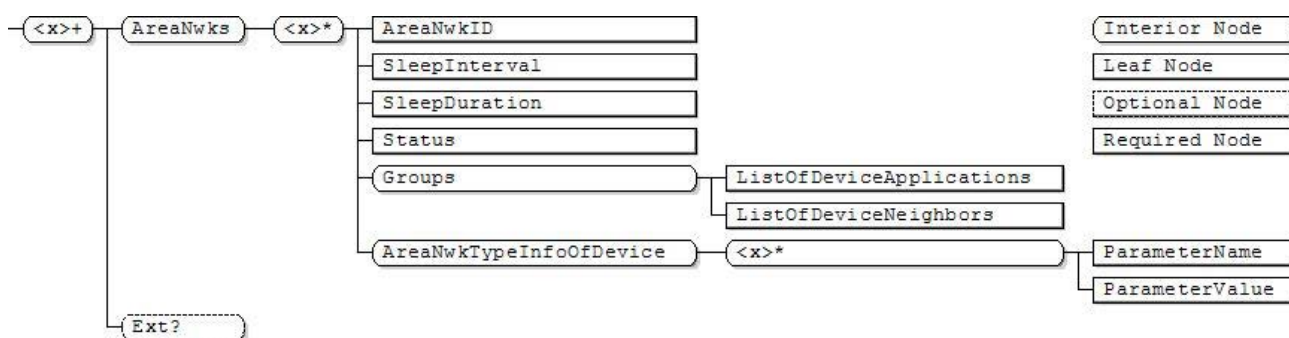 <x>+ AreaNwks <x>* AreaNwkID Interior Node
SleepInterval Leaf Node
SleepDuration Optional Node
Status Required Node
Groups ListOfDeviceApplications
ListOfDeviceNeighbors
AreaNwkTypeInfoOfDevice <x>* ParameterName
ParameterValue
Ext?